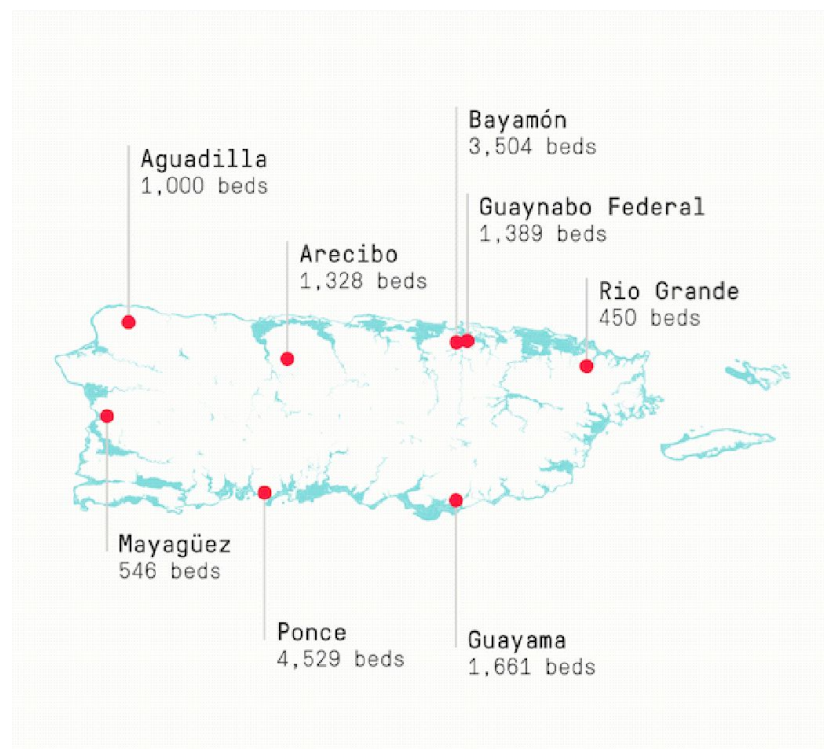 Bayamón
3,504 beds
Aguadilla
1,000 beds
Guaynabo Federal
1,389 beds
Arecibo
1,328 beds
Rio Grande
450 beds
Mayagüez
546 beds
Ponce
4,529 beds
Guayama
1,661 beds